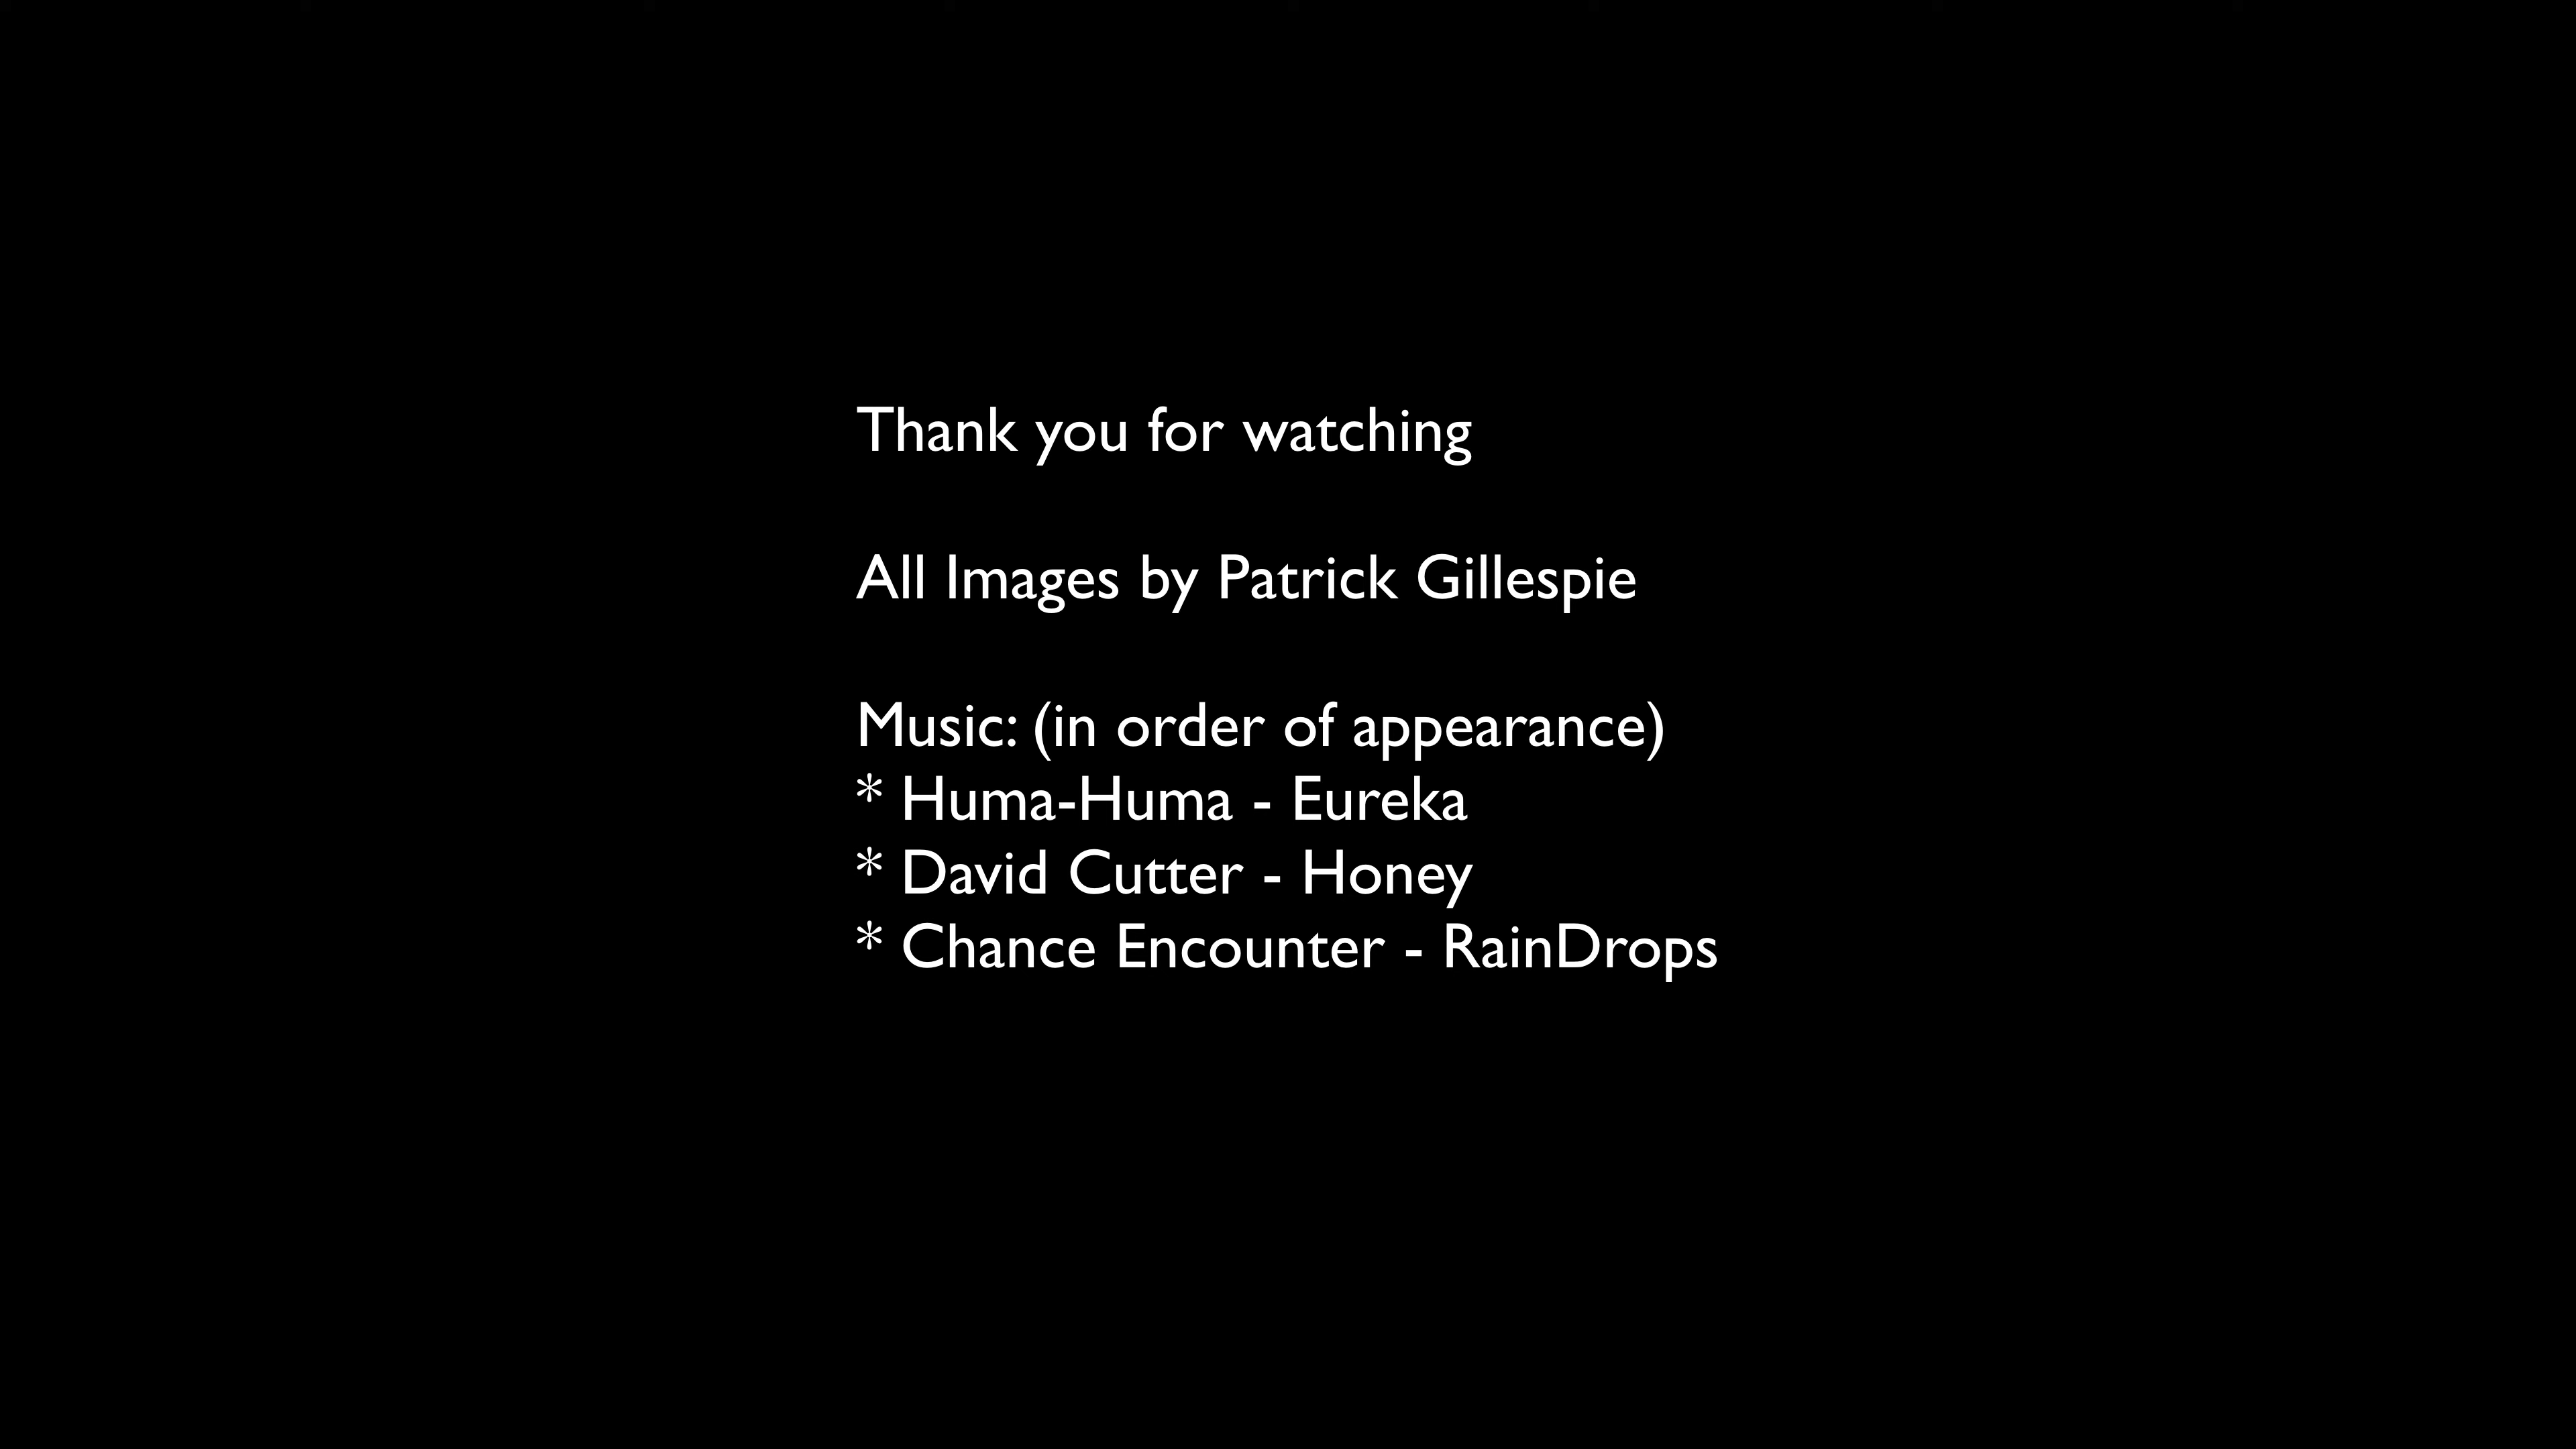 Thank you for watching
All Images by Patrick Gillespie
Music: (in order of appearance)
* Huma-Huma - Eureka
* David Cutter - Honey
* Chance Encounter - RainDrops